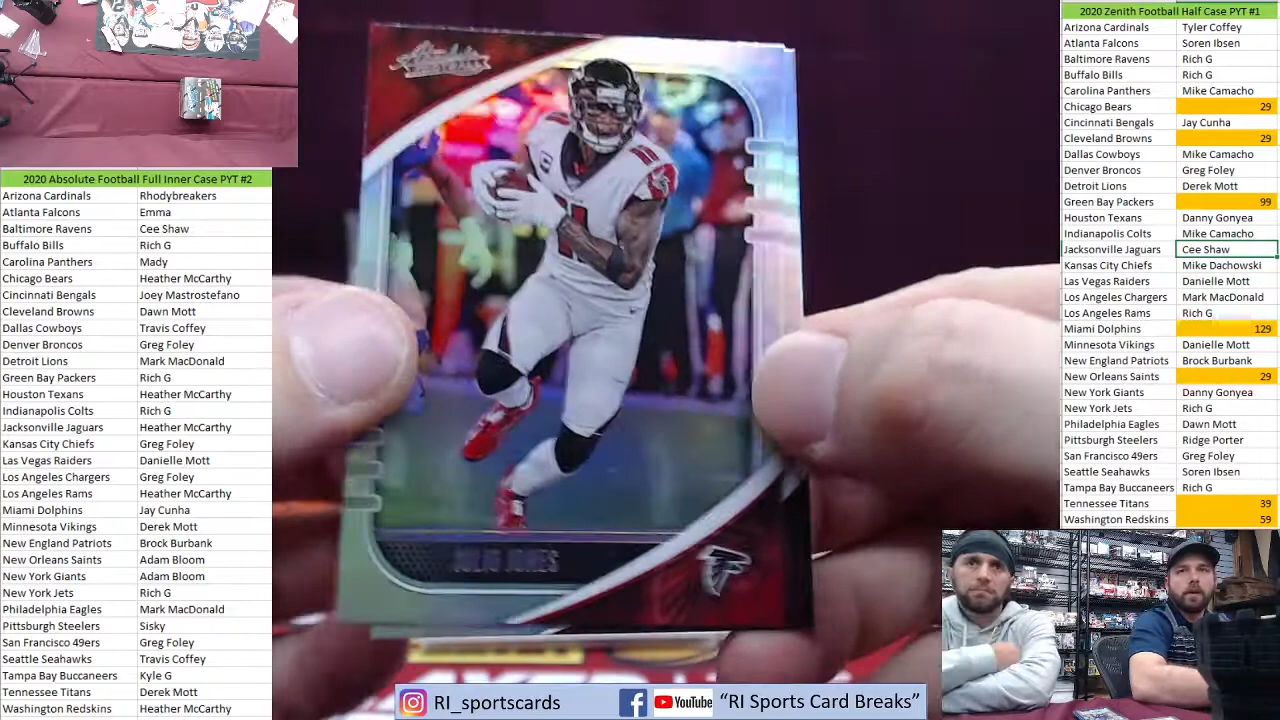 2020 Absolute Football Full Inner Case PYT #2
Arizona Cardinals Rhodybreakers
Atlanta Falcons Emma
Baltimore Ravens Cee Shaw
Buffalo Bills Rich G
Carolina Panthers Mady
Chicago Bears Heather McCarthy
Cincinnati Bengals Joey Mastrostefano
Cleveland Browns Dawn Mott
Dallas Cowboys Travis Coffey
Denver Broncos Greg Foley
Detroit Lions Mark MacDonald
Green Bay Packers Rich G
Houston Texans Heather McCarthy
Indianapolis Colts Rich G
Jacksonville Jaguars Heather McCarthy
Kansas City Chiefs Greg Foley
Las Vegas Raiders Danielle Mott
Los Angeles Chargers Greg Foley
Los Angeles Rams Heather McCarthy
Miami Dolphins Jay Cunha
Minnesota Vikings Derek Mott
New England Patriots Brock Burbank
New Orleans Saints Adam Bloom
New York Giants Adam Bloom
New York Jets Rich G
Philadelphia Eagles Mark MacDonald
Pittsburgh Steelers Sisky
San Francisco 49ers Greg Foley
Seattle Seahawks Travis Coffey
Tampa Bay Buccaneers Kyle G
Tennessee Titans Derek Mott
Washington Redskins Heather McCarthy
Absolute
11
JULIO JONES
2020 Zenith Football Half Case PYT #1
Arizona Cardinals Tyler Coffey
Atlanta Falcons Soren Ibsen
Baltimore Ravens Rich G
Buffalo Bills Rich G
Carolina Panthers Mike Camacho
Chicago Bears 29
Cincinnati Bengals Jay Cunha
Cleveland Browns 29
Dallas Cowboys Mike Camacho
Denver Broncos Greg Foley
Detroit Lions Derek Mott
Green Bay Packers 99
Houston Texans Danny Gonyea
Indianapolis Colts Mike Camacho
Jacksonville Jaguars Cee Shaw
Kansas City Chiefs Mike Dachowski
Las Vegas Raiders Danielle Mott
Los Angeles Chargers Mark MacDonald
Los Angeles Rams Rich G
Miami Dolphins 129
Minnesota Vikings Danielle Mott
New England Patriots Brock Burbank
New Orleans Saints 29
New York Giants Danny Gonyea
New York Jets Rich G
Philadelphia Eagles Dawn Mott
Pittsburgh Steelers Ridge Porter
San Francisco 49ers Greg Foley
Seattle Seahawks Soren Ibsen
Tampa Bay Buccaneers Rich G
Tennessee Titans 39
Washington Redskins 59
RI_sportscards YouTube “RI Sports Card Breaks”